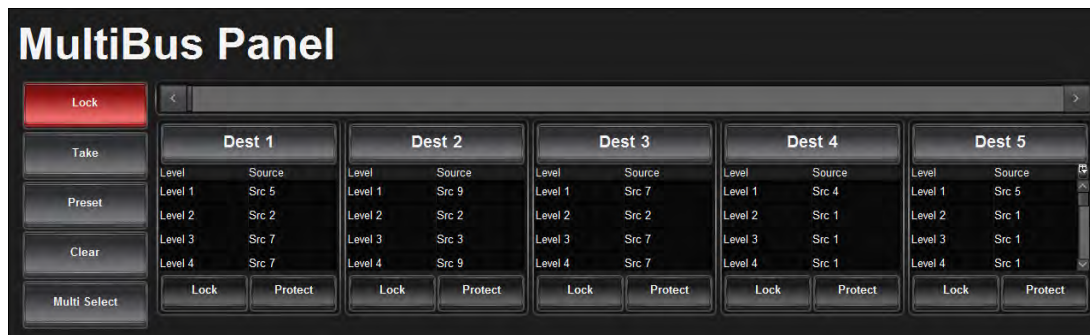 MultiBus Panel
Lock
Take
Preset
Clear
Multi Select
Dest 1 Dest 2 Dest 3 Dest 4 Dest 5
Level Source Level Source Level Source Level Source Level Source
Level 1 Src 5 Level 1 Src 9 Level 1 Src 7 Level 1 Src 4 Level 1 Src 5
Level 2 Src 2 Level 2 Src 2 Level 2 Src 2 Level 2 Src 1 Level 2 Src 1
Level 3 Src 7 Level 3 Src 3 Level 3 Src 7 Level 3 Src 1 Level 3 Src 1
Level 4 Src 7 Level 4 Src 9 Level 4 Src 7 Level 4 Src 1 Level 4 Src 1
Lock Protect Lock Protect Lock Protect Lock Protect Lock Protect